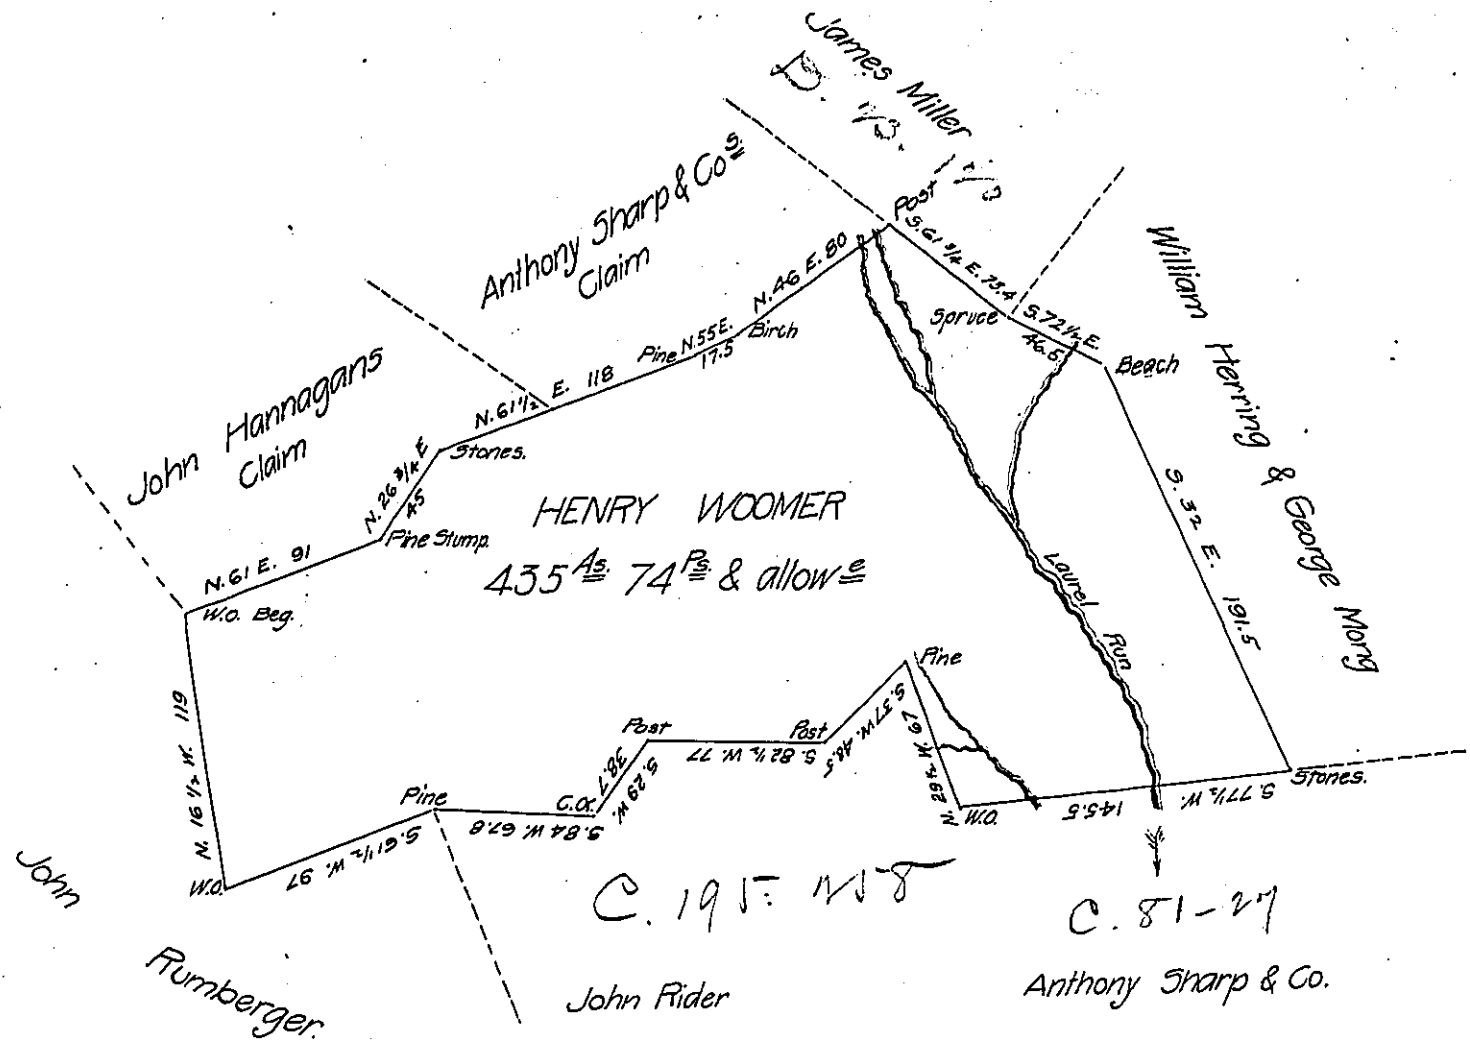 James Miller
Anthony Sharp & Co s.
Claim
John Hannagans
Claim
William Herring & George Mong
Post
S. 61 3/4 E. 73.4
N. 46 E. 80
Spruce
S. 72 1/2 E.
46.5
Beach
Birch
Pine N. 55 E.
17.5
N. 61 1/2 E. 118
Stones.
N. 26 3/4 E
45
Pine Stump.
N. 61 E. 91
W.O. Beg.
HENRY WOOMER
435 As. 74 Ps. & allow e
Laurel Run
S. 32 E. 191.5
Stones.
S. 77 1/2 W.
145.5
W.O.
N. 29 1/2 W. 67
Pine
S. 37 W. 48.5
Post
S. 82 1/2 W. 77
Post
S. 29 W.
38.7
C.O.
S. 84 W. 67.8
Pine
S. 61 1/2 W. 97
W.O.
N. 16 1/2 W. 119
John
Rumberger.
John Rider
C. 81-27
Anthony Sharp & Co.